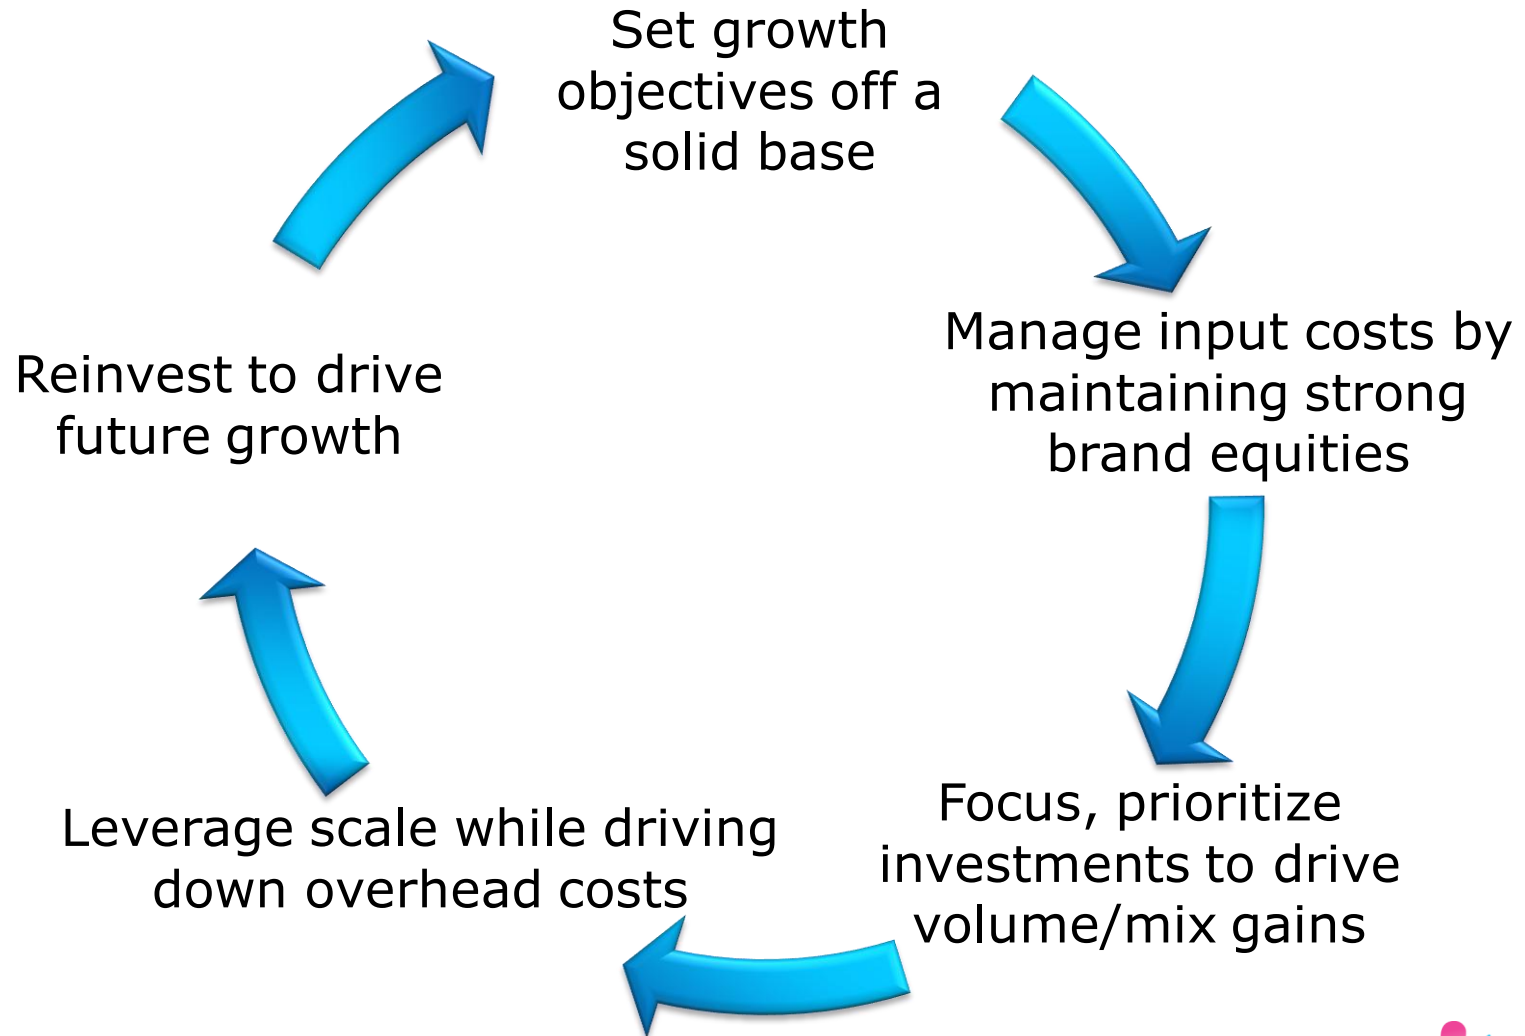 Set growth
objectives off a
solid base
Manage input costs by
maintaining strong
brand equities
Focus, prioritize
investments to drive
volume/mix gains
Leverage scale while driving
down overhead costs
Reinvest to drive
future growth